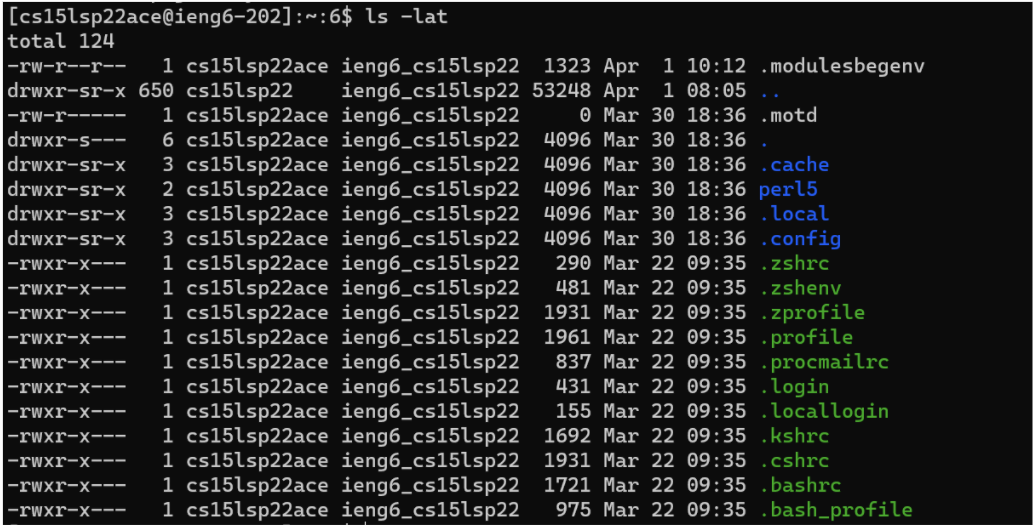 [cs15lsp22ace@ieng6-202]:~:6$ ls -lat
total 124
-rw-r--r--   1 cs15lsp22ace ieng6_cs15lsp22  1323 Apr  1 10:12 .modulesbegenv
drwxr-sr-x 650 cs15lsp22    ieng6_cs15lsp22 53248 Apr  1 08:05 ..
-rw-r-----   1 cs15lsp22ace ieng6_cs15lsp22     0 Mar 30 18:36 .motd
drwxr-s---   6 cs15lsp22ace ieng6_cs15lsp22  4096 Mar 30 18:36 .
drwxr-sr-x   3 cs15lsp22ace ieng6_cs15lsp22  4096 Mar 30 18:36 .cache
drwxr-sr-x   2 cs15lsp22ace ieng6_cs15lsp22  4096 Mar 30 18:36 perl5
drwxr-sr-x   3 cs15lsp22ace ieng6_cs15lsp22  4096 Mar 30 18:36 .local
drwxr-sr-x   3 cs15lsp22ace ieng6_cs15lsp22  4096 Mar 30 18:36 .config
-rwxr-x---   1 cs15lsp22ace ieng6_cs15lsp22   290 Mar 22 09:35 .zshrc
-rwxr-x---   1 cs15lsp22ace ieng6_cs15lsp22   481 Mar 22 09:35 .zshenv
-rwxr-x---   1 cs15lsp22ace ieng6_cs15lsp22  1931 Mar 22 09:35 .zprofile
-rwxr-x---   1 cs15lsp22ace ieng6_cs15lsp22  1961 Mar 22 09:35 .profile
-rwxr-x---   1 cs15lsp22ace ieng6_cs15lsp22   837 Mar 22 09:35 .procmailrc
-rwxr-x---   1 cs15lsp22ace ieng6_cs15lsp22   431 Mar 22 09:35 .login
-rwxr-x---   1 cs15lsp22ace ieng6_cs15lsp22   155 Mar 22 09:35 .locallogin
-rwxr-x---   1 cs15lsp22ace ieng6_cs15lsp22  1692 Mar 22 09:35 .kshrc
-rwxr-x---   1 cs15lsp22ace ieng6_cs15lsp22  1931 Mar 22 09:35 .cshrc
-rwxr-x---   1 cs15lsp22ace ieng6_cs15lsp22  1721 Mar 22 09:35 .bashrc
-rwxr-x---   1 cs15lsp22ace ieng6_cs15lsp22   975 Mar 22 09:35 .bash_profile